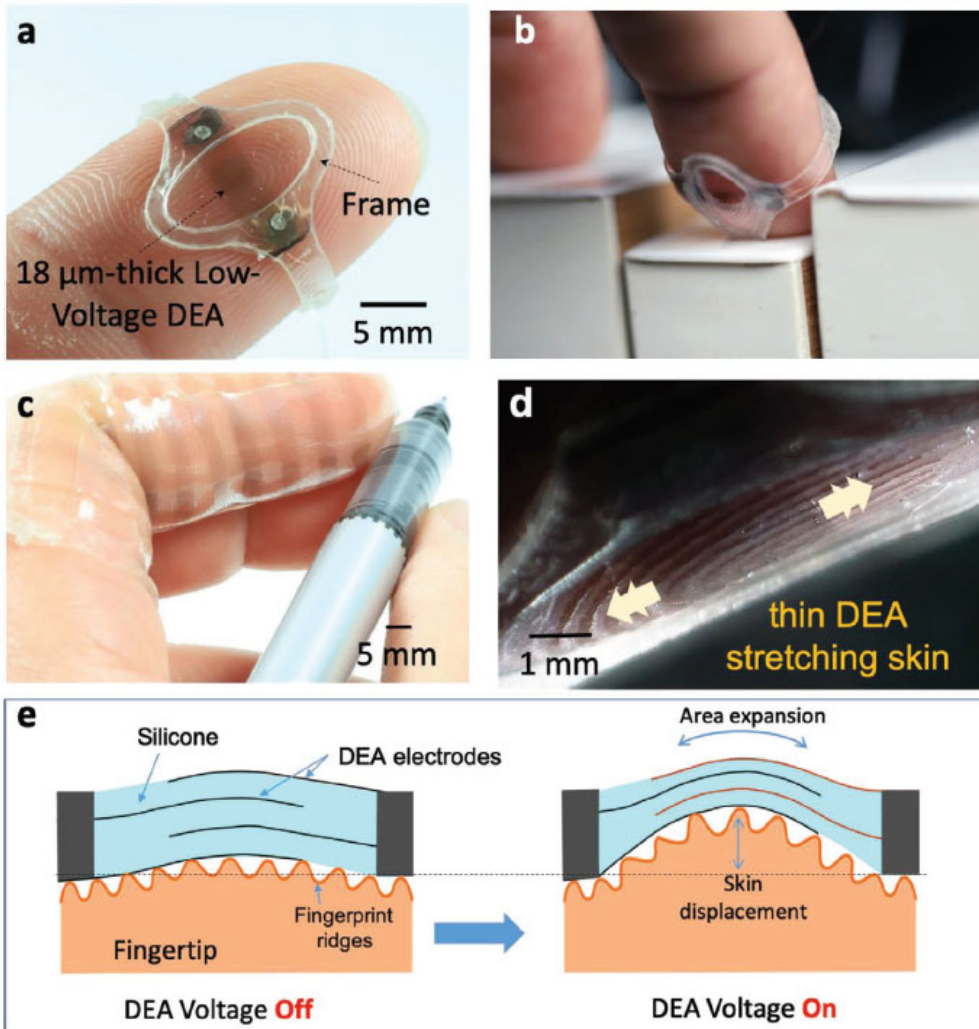 a
Frame
18 µm-thick Low-
Voltage DEA
5 mm
b
c
5 mm
d
thin DEA
stretching skin
1 mm
e
Silicone
DEA electrodes
Fingerprint
ridges
Fingertip
DEA Voltage Off
Area expansion
Skin
displacement
DEA Voltage On